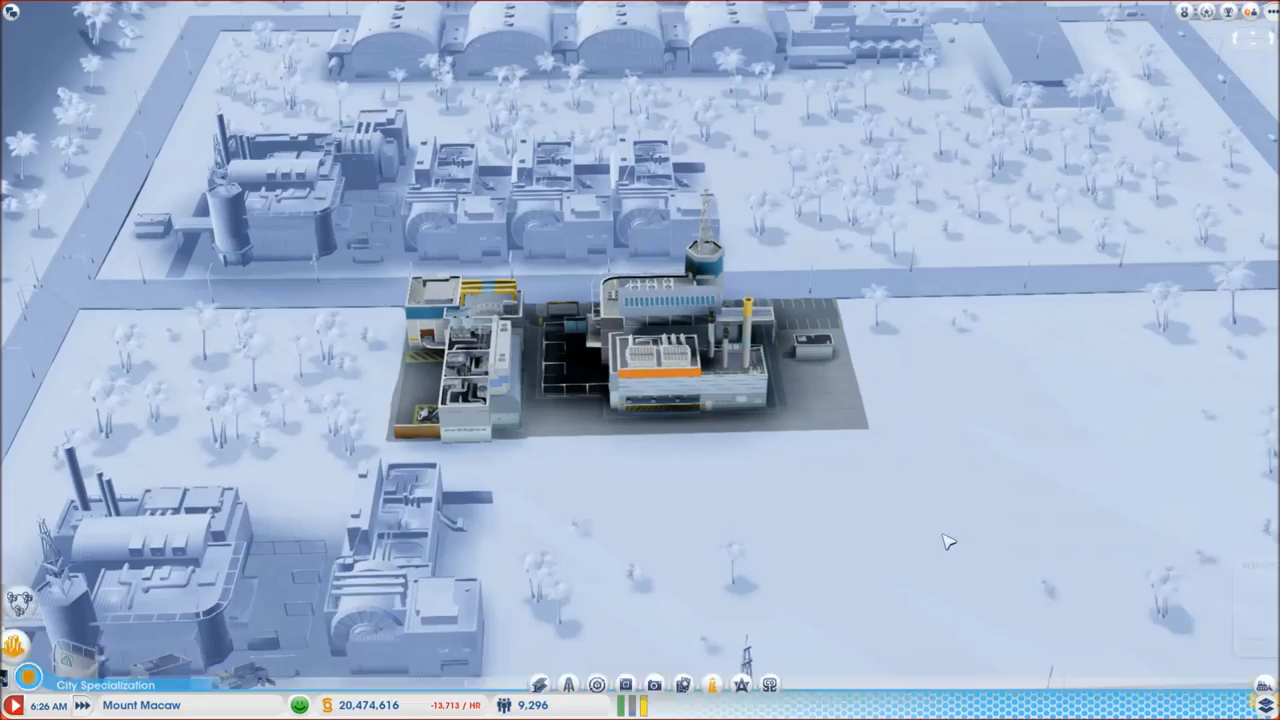 City Specialization
6:26 AM
Mount Macaw
20,474,616
-13,713 / HR
9,296